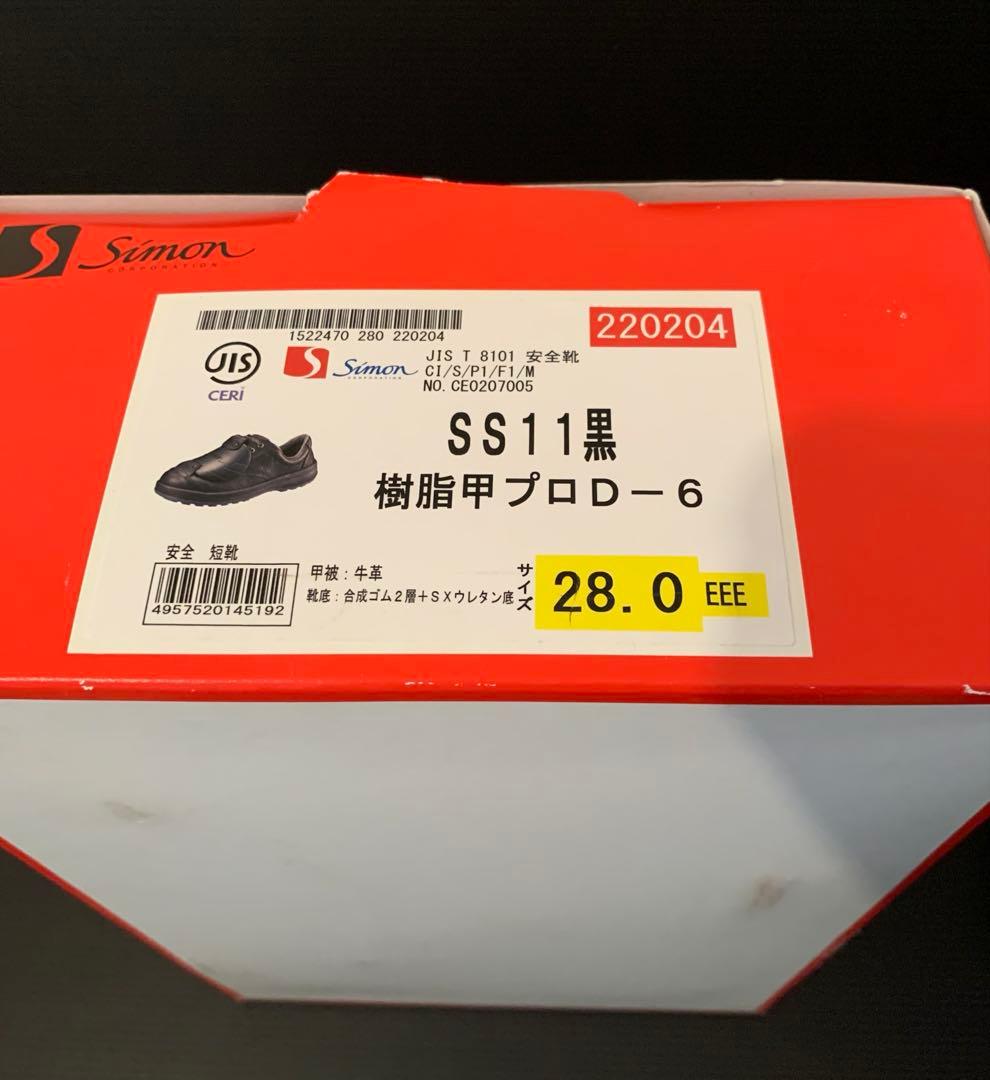 Simon
CORPORATION
220204
1522470 280 220204
JIS
CERI
Simon
CORPORATION
JIS T 8101 安全靴
CI/S/P1/F1/M
NO. CE0207005
SS11黒
樹脂甲プロD－6
安全 短靴
4957520145192
甲被：牛革
靴底：合成ゴム2層＋SXウレタン底
サイズ
28.0 EEE